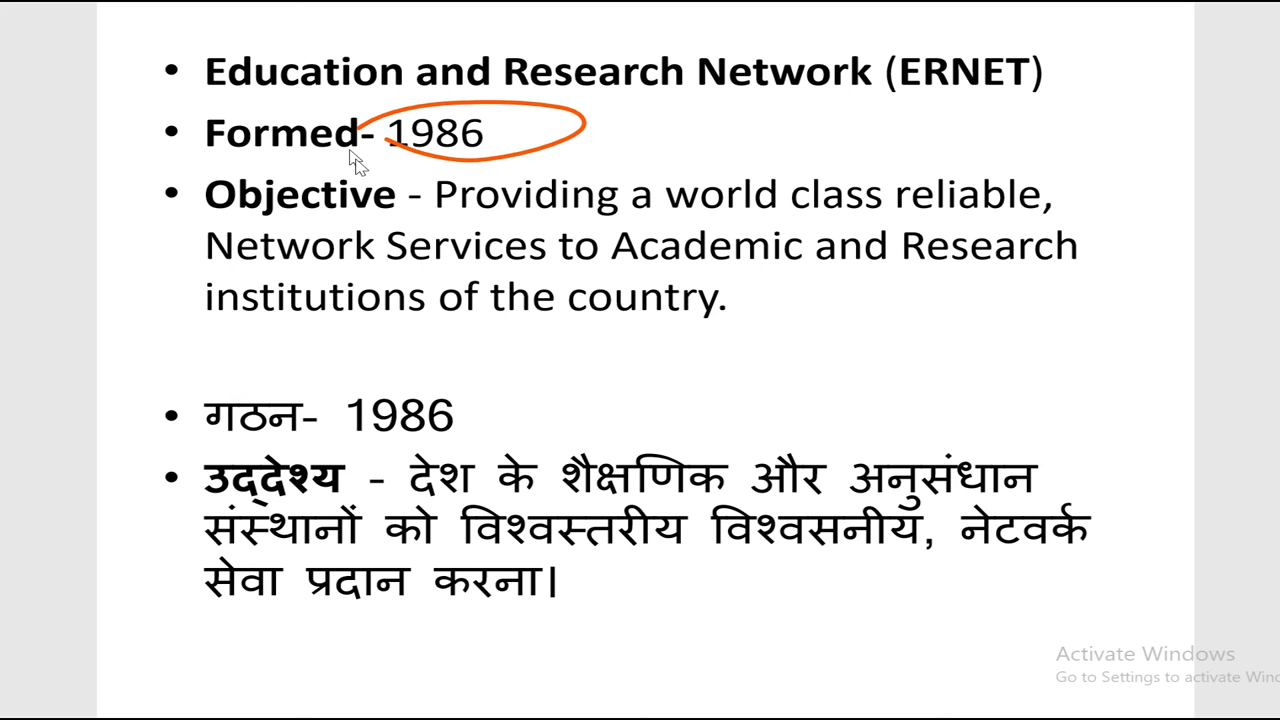 • Education and Research Network (ERNET)
• Formed- 1986
• Objective - Providing a world class reliable,
Network Services to Academic and Research
institutions of the country.
• गठन- 1986
• उद्देश्य - देश के शैक्षणिक और अनुसंधान
संस्थानों को विश्वस्तरीय विश्वसनीय, नेटवर्क
सेवा प्रदान करना।
Activate Windows
Go to Settings to activate Win